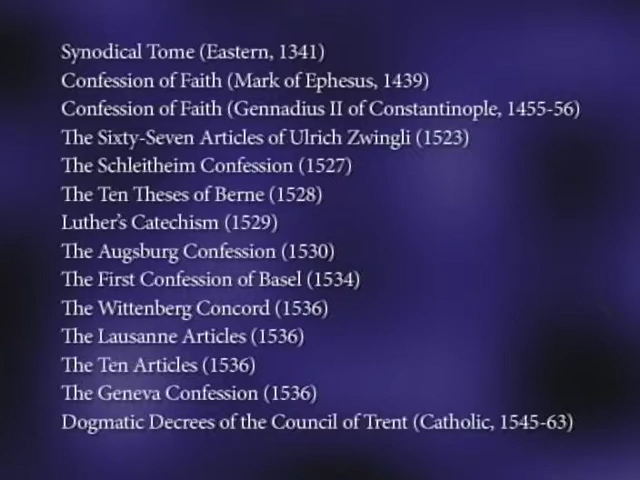 Synodical Tome (Eastern, 1341)
Confession of Faith (Mark of Ephesus, 1439)
Confession of Faith (Gennadius II of Constantinople, 1455-56)
The Sixty-Seven Articles of Ulrich Zwingli (1523)
The Schleitheim Confession (1527)
The Ten Theses of Berne (1528)
Luther's Catechism (1529)
The Augsburg Confession (1530)
The First Confession of Basel (1534)
The Wittenberg Concord (1536)
The Lausanne Articles (1536)
The Ten Articles (1536)
The Geneva Confession (1536)
Dogmatic Decrees of the Council of Trent (Catholic, 1545-63)